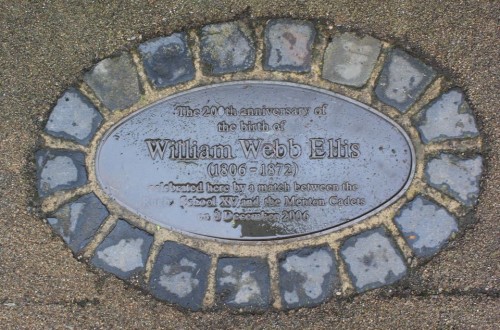 The 200th anniversary of
the birth of
William Webb Ellis
(1806 - 1872)
celebrated here by a match between the
School XV and the Menton Cadets
on 9 December 2006